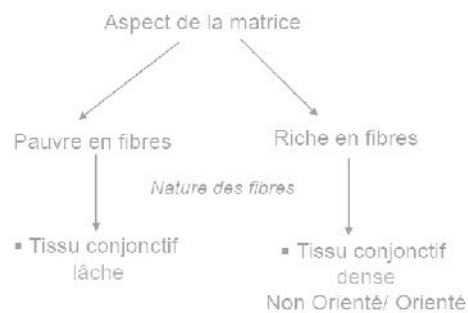 Aspect de la matrice
Pauvre en fibres
Riche en fibres
Nature des fibres
▪ Tissu conjonctif
lâche
▪ Tissu conjonctif
dense
Non Orienté/ Orienté